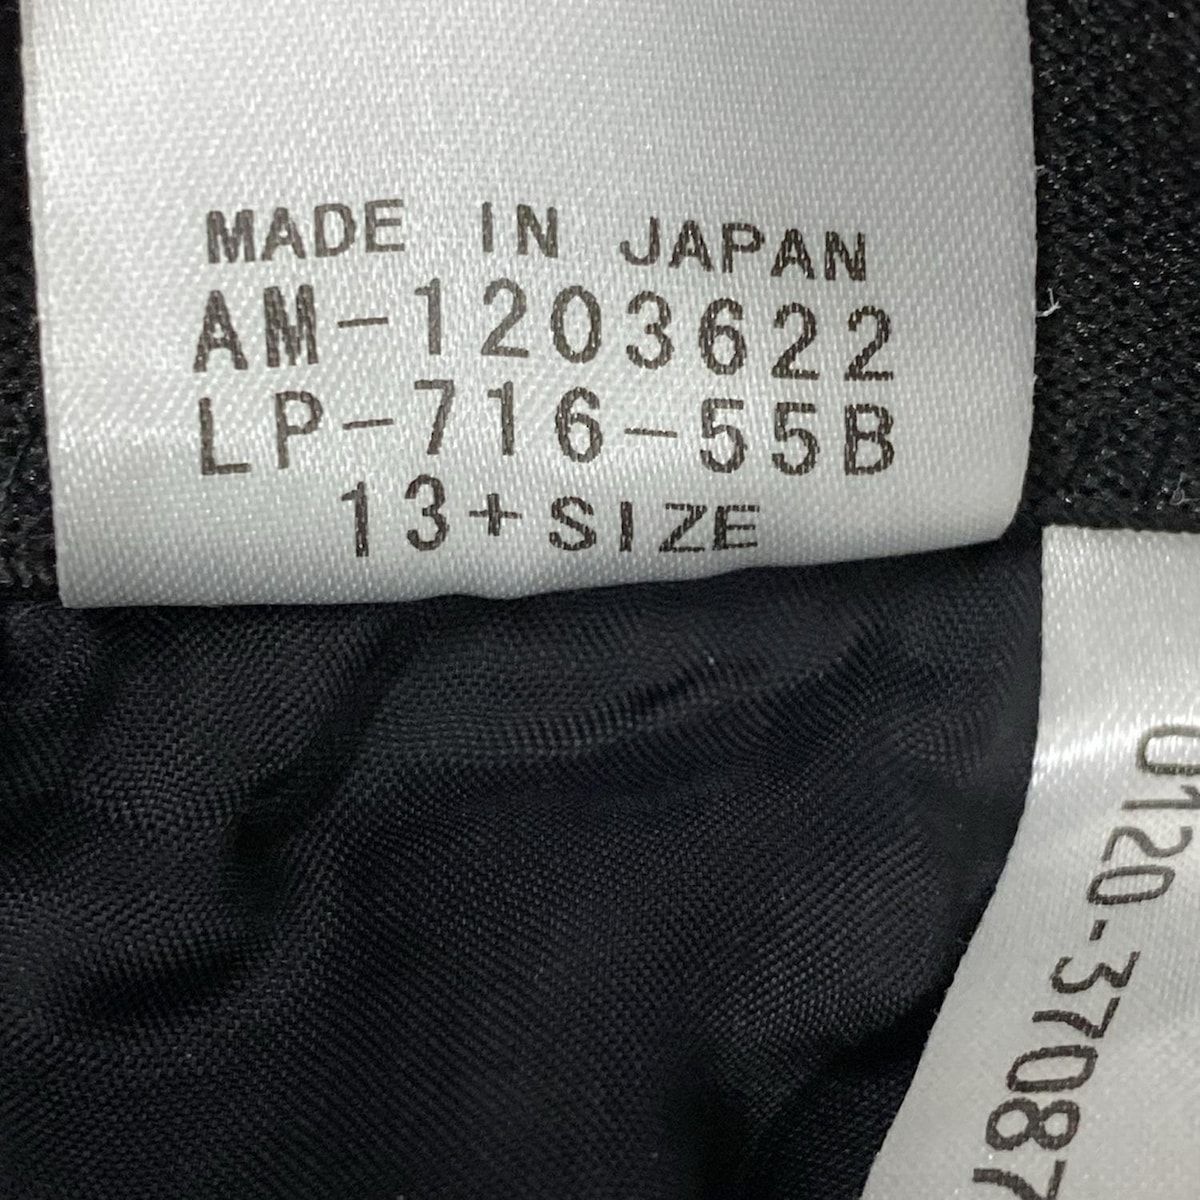 MADE IN JAPAN
AM-1203622
LP-716-55B
13+SIZE
0120-37087